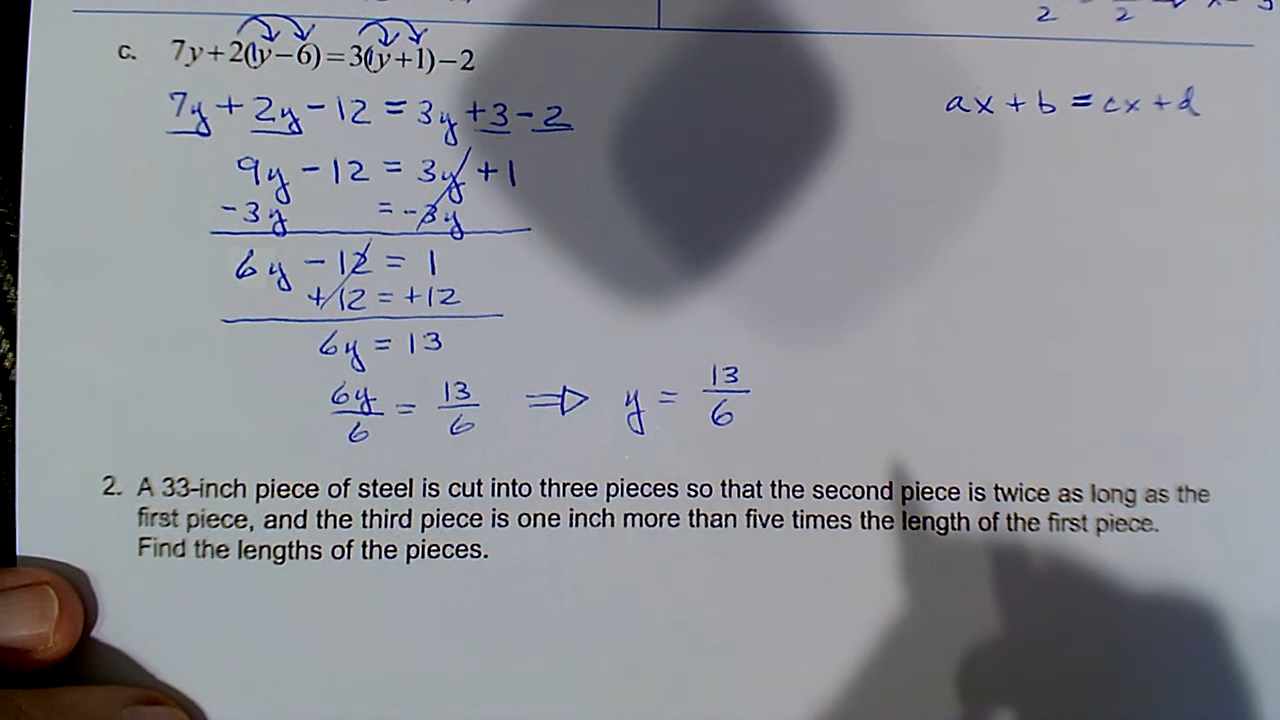 2 2
c. 7y+2(y−6)=3(y+1)−2
7y + 2y − 12 = 3y + 3 − 2
ax + b = cx + d
9y − 12 = 3y + 1
−3y = −3y
6y − 12 = 1
+12 = +12
6y = 13
6y/6 = 13/6 ⇒ y = 13/6
2. A 33-inch piece of steel is cut into three pieces so that the second piece is twice as long as the
first piece, and the third piece is one inch more than five times the length of the first piece.
Find the lengths of the pieces.